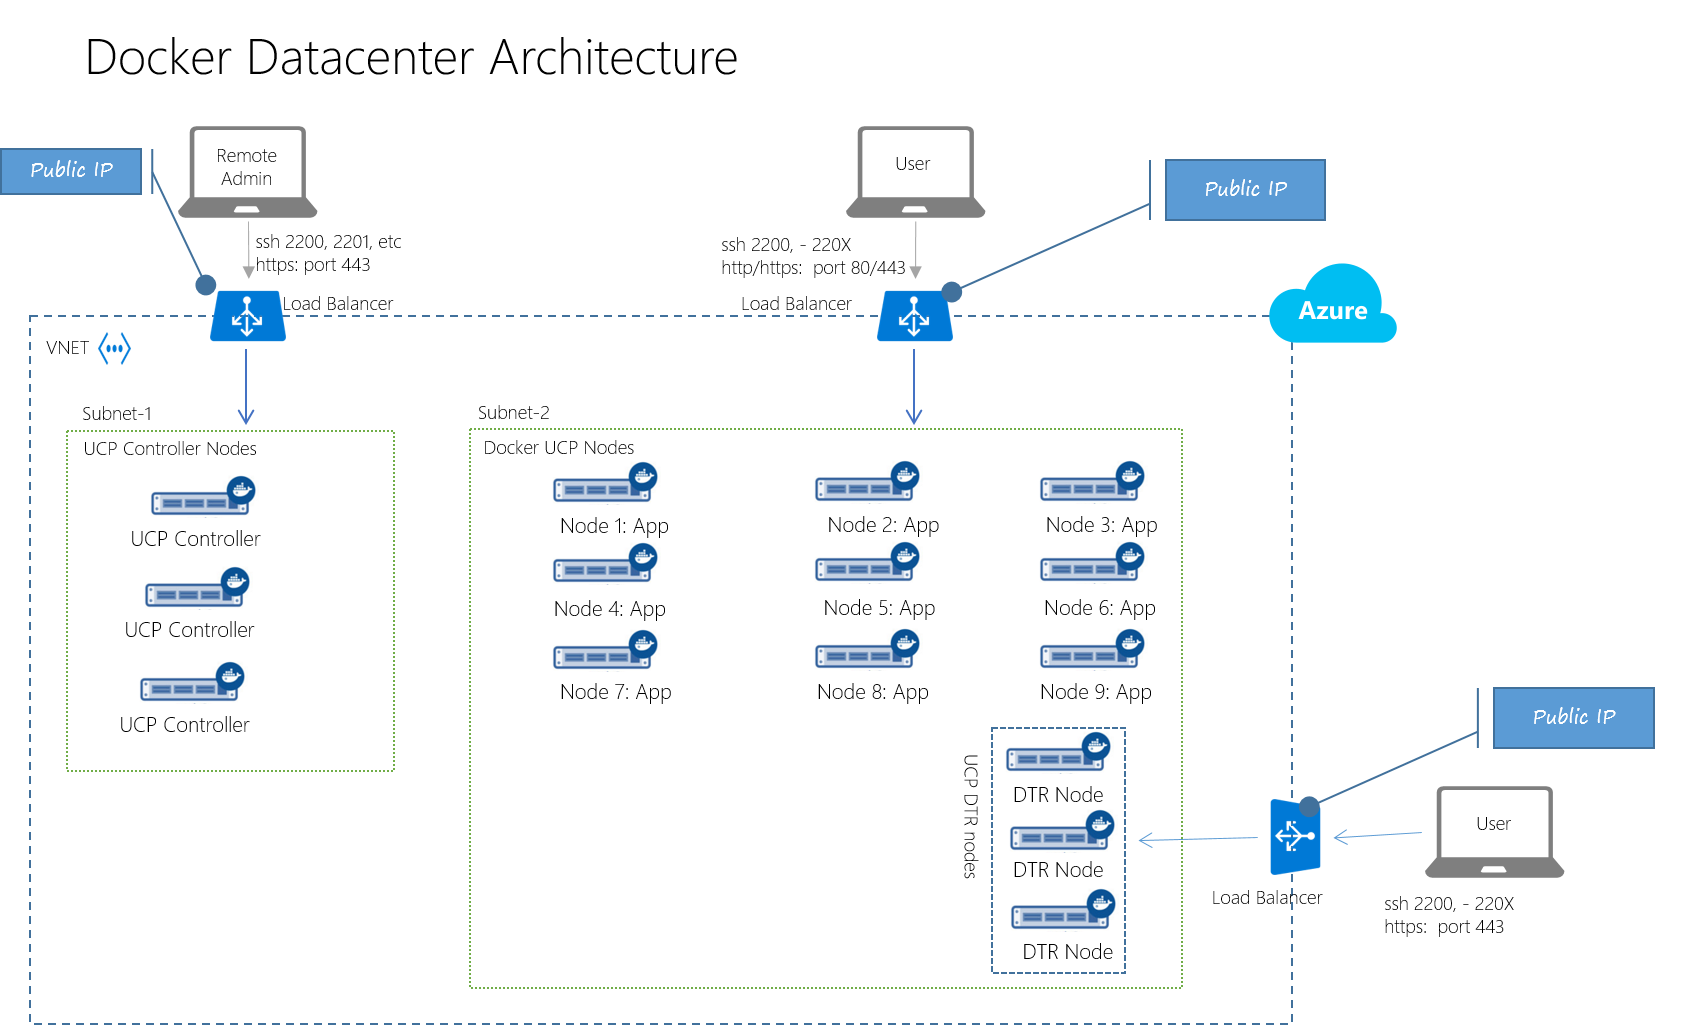 Docker Datacenter Architecture
Public IP
Remote
Admin
ssh 2200, 2201, etc
https: port 443
Load Balancer
User
ssh 2200, - 220X
http/https:  port 80/443
Load Balancer
Public IP
Azure
VNET
Subnet-1
UCP Controller Nodes
UCP Controller
UCP Controller
UCP Controller
Subnet-2
Docker UCP Nodes
Node 1: App
Node 2: App
Node 3: App
Node 4: App
Node 5: App
Node 6: App
Node 7: App
Node 8: App
Node 9: App
UCP DTR nodes
DTR Node
DTR Node
DTR Node
Public IP
User
Load Balancer
ssh 2200, - 220X
https:  port 443